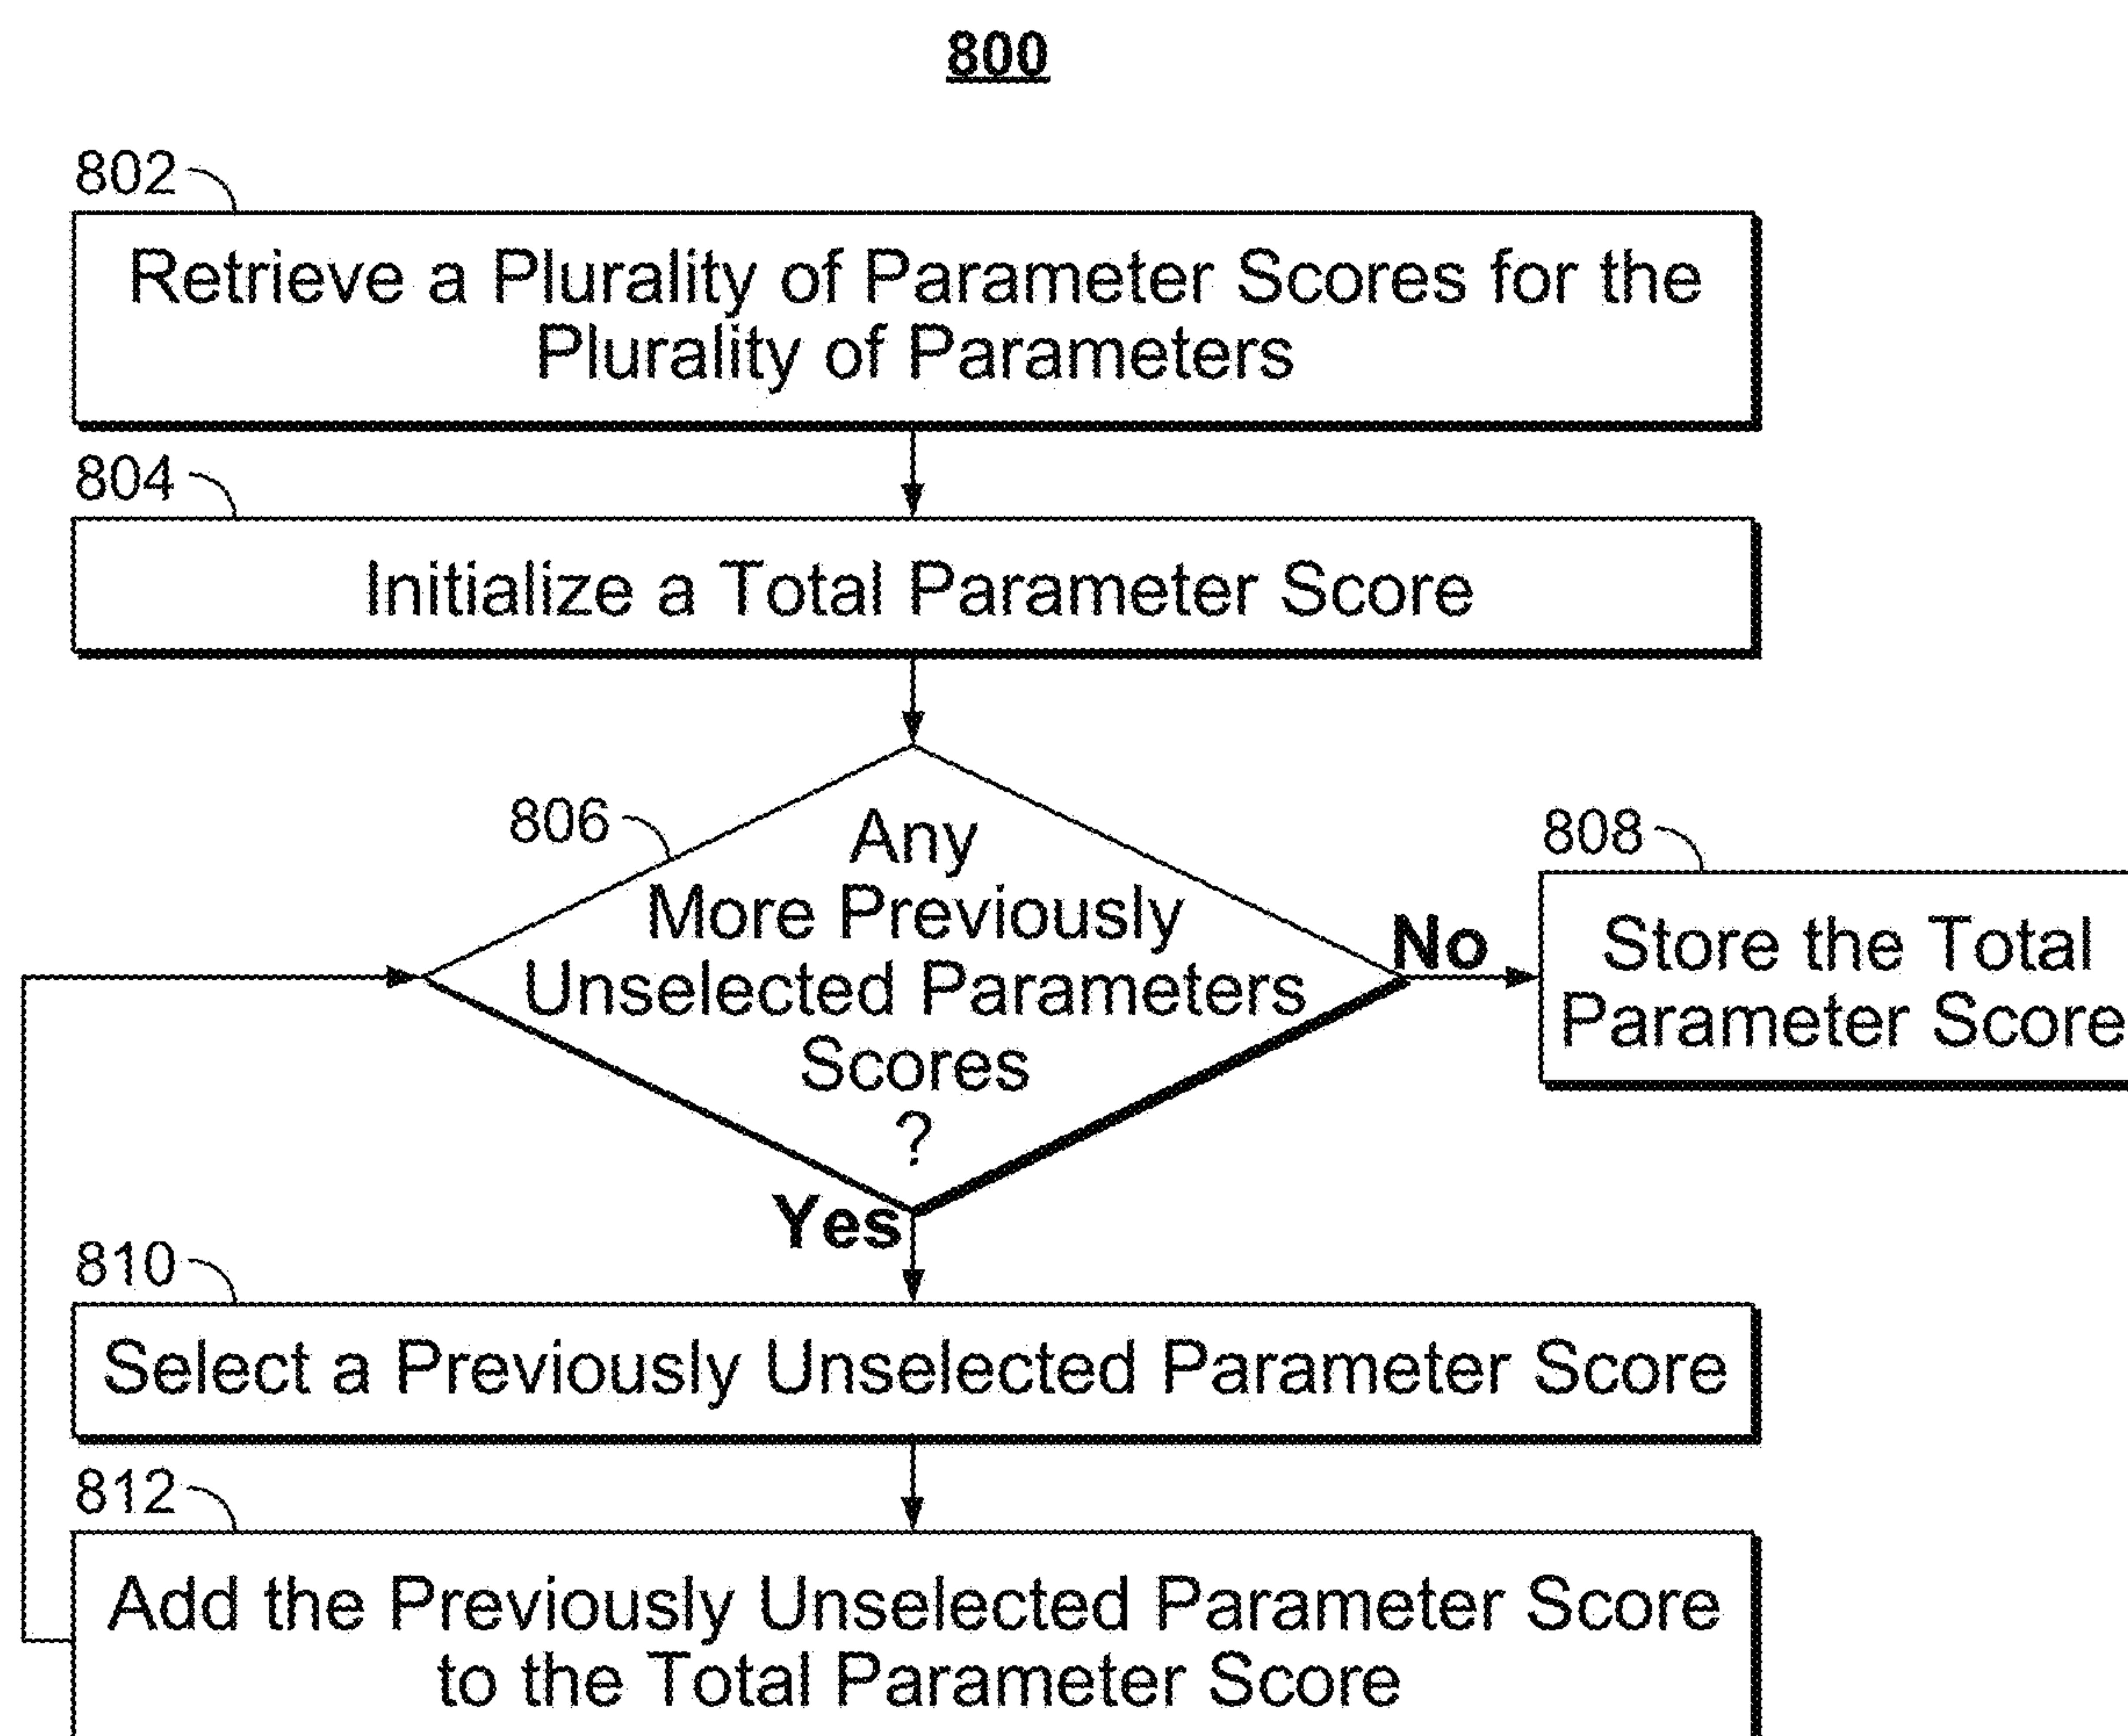 800
802
Retrieve a Plurality of Parameter Scores for the
Plurality of Parameters
804
Initialize a Total Parameter Score
806
Any
More Previously
Unselected Parameters
Scores
?
No
808
Store the Total
Parameter Score
Yes
810
Select a Previously Unselected Parameter Score
812
Add the Previously Unselected Parameter Score
to the Total Parameter Score